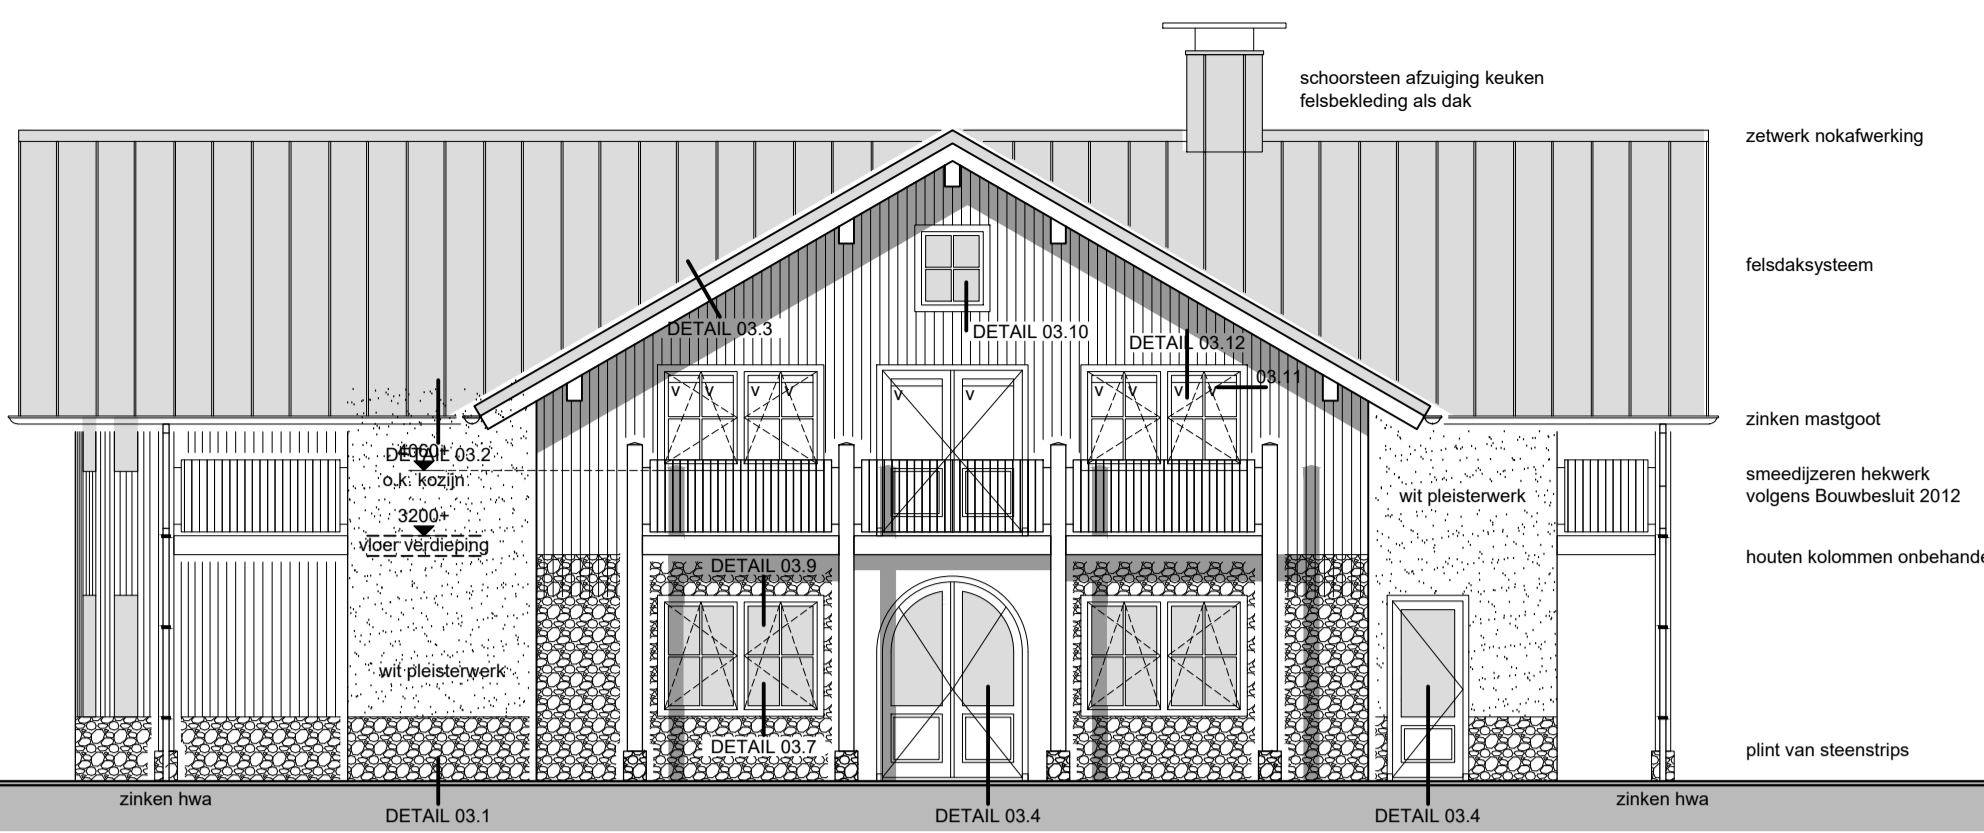 schoorsteen afzuiging keuken
felsbekleding als dak
zetwerk nokafwerking
felsdaksysteem
DETAIL 03.3
DETAIL 03.10
DETAIL 03.12
03.11
v v v v v v v v v v
zinken mastgoot
4060+
DETAIL 03.2
o.k. kozijn
smeedijzeren hekwerk
volgens Bouwbesluit 2012
wit pleisterwerk
3200+
vloer verdieping
houten kolommen
DETAIL 03.9
wit pleisterwerk
DETAIL 03.7
plint van steenstrips
zinken hwa
zinken hwa
DETAIL 03.1
DETAIL 03.4
DETAIL 03.4